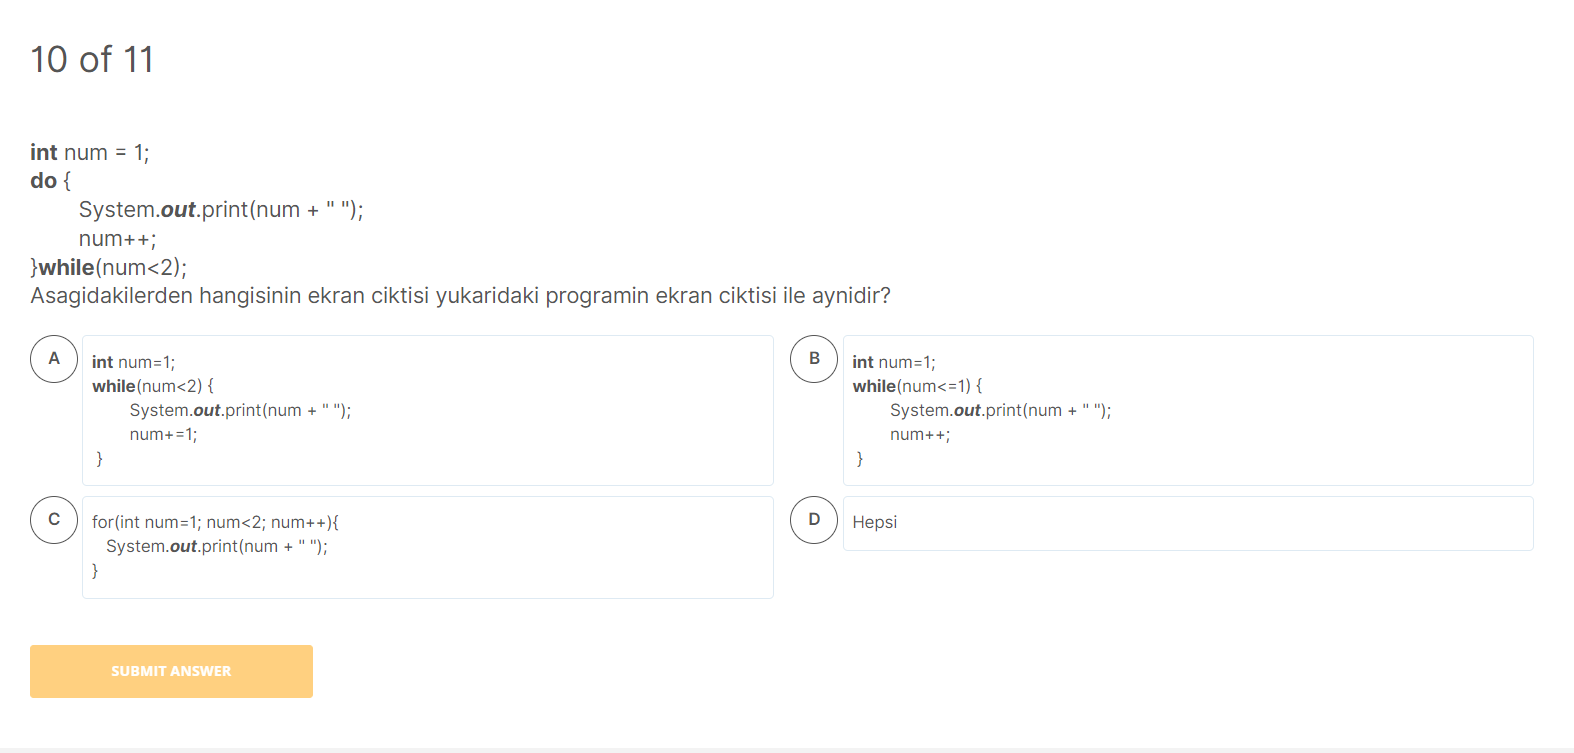 10 of 11
int num = 1;
do {
System.out.print(num + " ");
num++;
}while(num<2);
Asagidakilerden hangisinin ekran ciktisi yukaridaki programin ekran ciktisi ile aynidir?
A
int num=1;
while(num<2) {
System.out.print(num + " ");
num+=1;
}
B
int num=1;
while(num<=1) {
System.out.print(num + " ");
num++;
}
C
for(int num=1; num<2; num++){
System.out.print(num + " ");
}
D
Hepsi
SUBMIT ANSWER